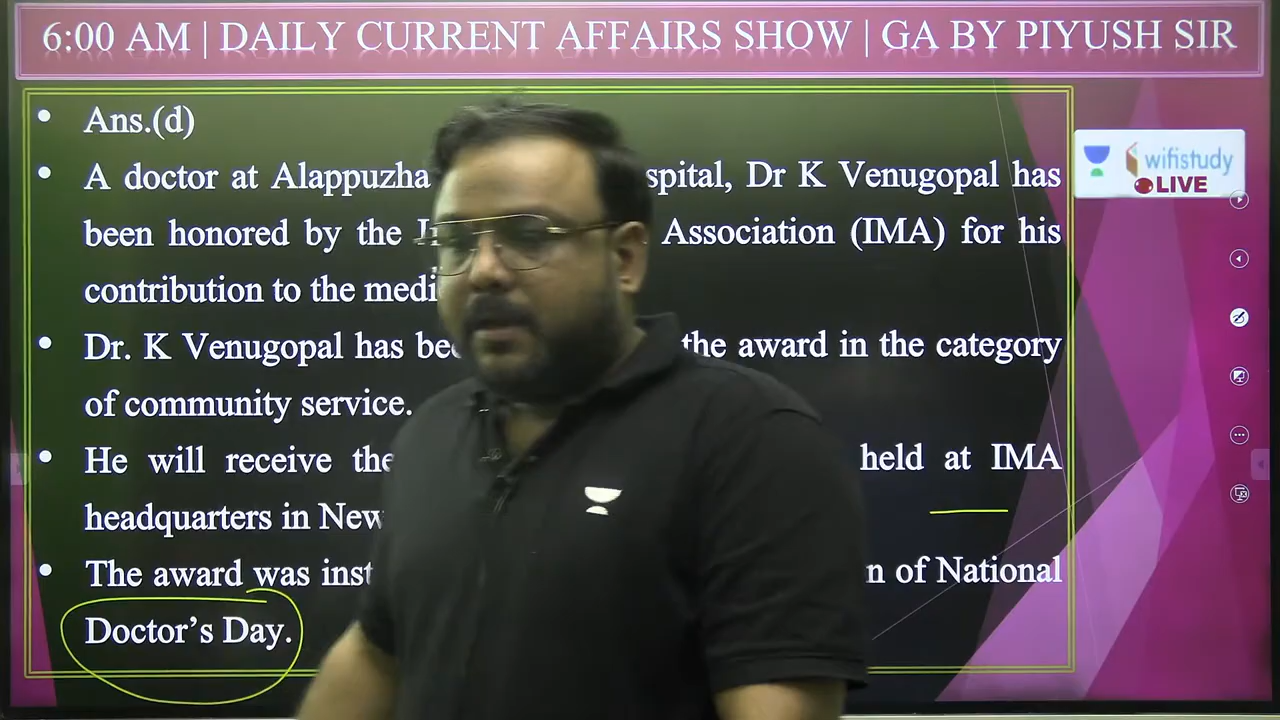 6:00 AM | DAILY CURRENT AFFAIRS SHOW | GA BY PIYUSH SIR
wifistudy
LIVE
• Ans.(d)
• A doctor at Alappuzha spital, Dr K Venugopal has
been honored by the Association (IMA) for his
contribution to the medi
• Dr. K Venugopal has bec the award in the category
of community service.
• He will receive the held at IMA
headquarters in New
• The award was inst n of National
Doctor's Day.